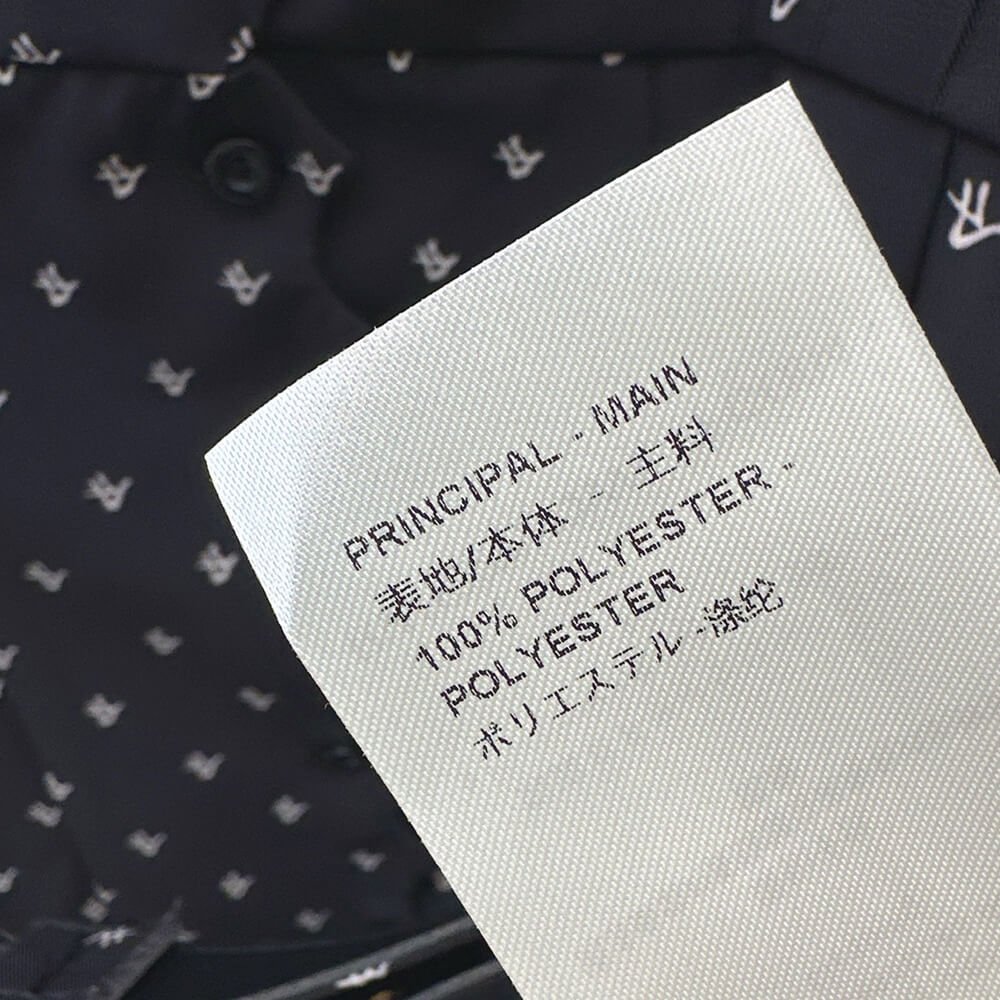 PRINCIPAL - MAIN
表地/本体 - 主料
100% POLYESTER -
POLYESTER
ポリエステル -涤纶